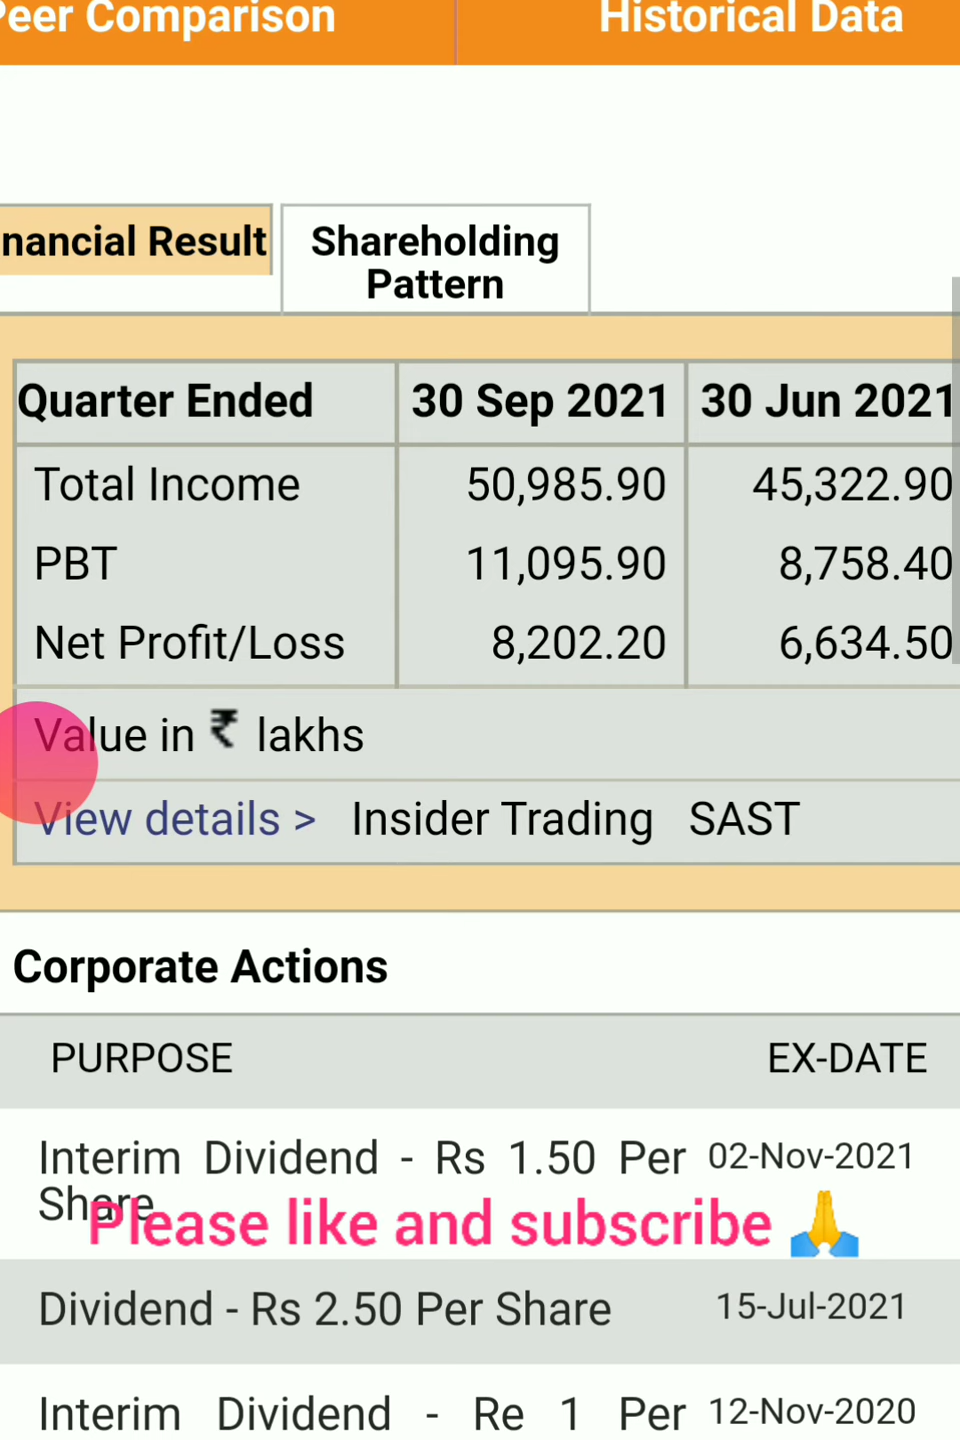 Peer Comparison Historical Data
nancial Result Shareholding
Pattern
Quarter Ended 30 Sep 2021 30 Jun 2021
Total Income 50,985.90 45,322.90
PBT 11,095.90 8,758.40
Net Profit/Loss 8,202.20 6,634.50
Value in ₹ lakhs
View details > Insider Trading SAST
Corporate Actions
PURPOSE EX-DATE
Interim Dividend - Rs 1.50 Per 02-Nov-2021
Share
Please like and subscribe 🙏
Dividend - Rs 2.50 Per Share 15-Jul-2021
Interim Dividend - Re 1 Per 12-Nov-2020